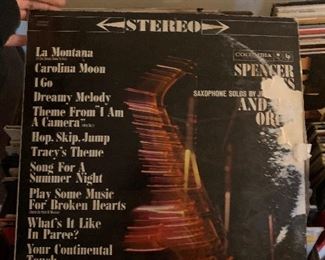 STEREO
COLUMBIA
La Montana
Carolina Moon
I Go
Dreamy Melody
Theme From "I Am
A Camera"
Hop, Skip, Jump
Tracy's Theme
Song For A
Summer Night
Play Some Music
For Broken Hearts
What's It Like
In Paree?
Your Continental
SPENCER
SAXOPHONE SOLOS BY
AND